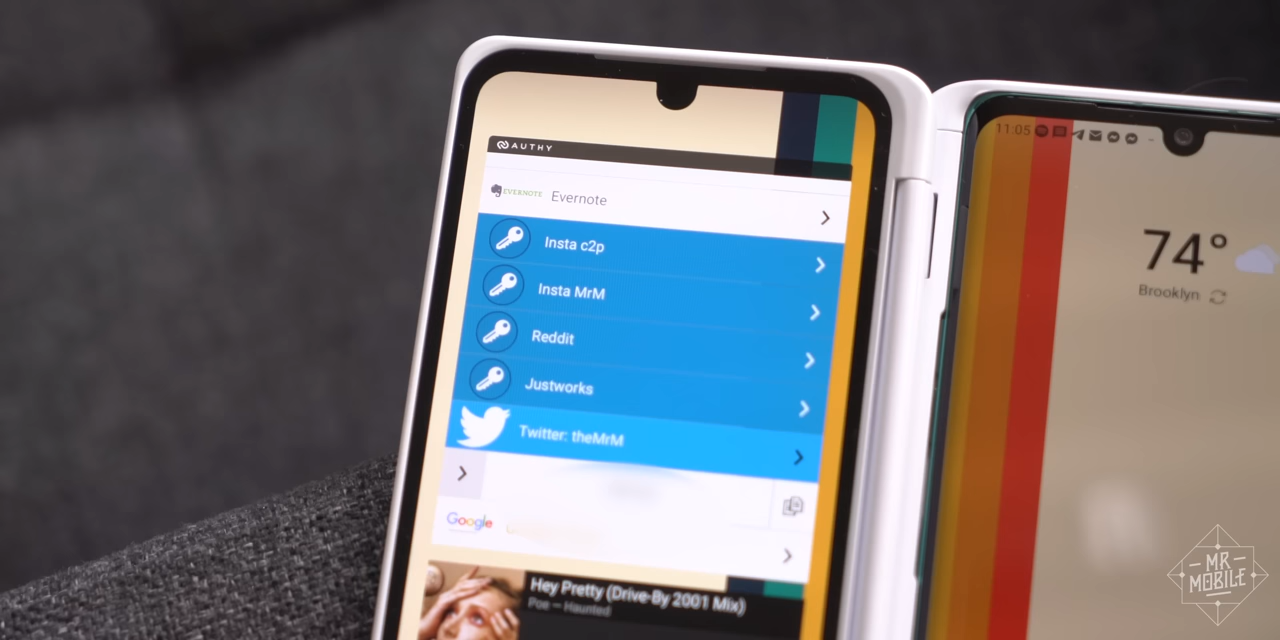 AUTHY
EVERNOTE Evernote
Insta c2p
Insta MrM
Reddit
Justworks
Twitter: theMrM
Google
Hey Pretty (Drive-By 2001 Mix)
Poe – Haunted
11:05
74°
Brooklyn
MR
MOBILE